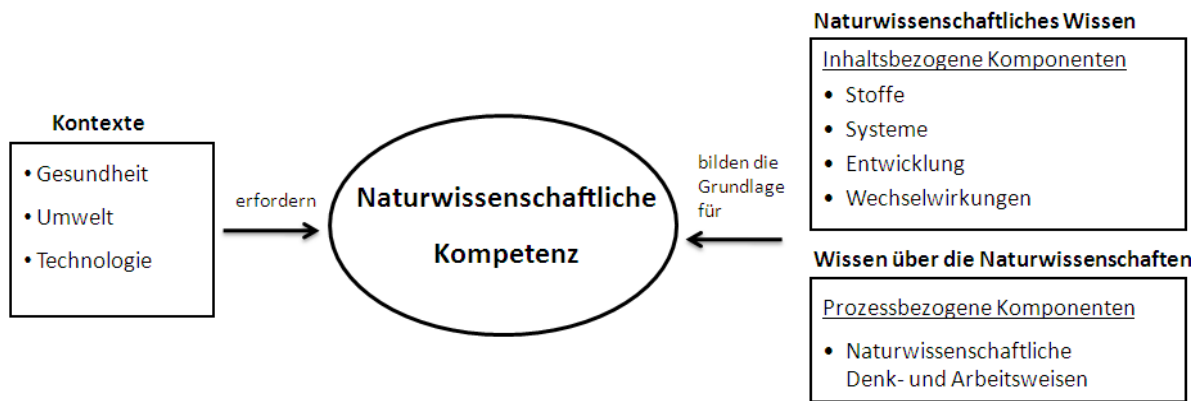 Kontexte
• Gesundheit
• Umwelt
• Technologie
erfordern
Naturwissenschaftliche
Kompetenz
bilden die
Grundlage
für
Naturwissenschaftliches Wissen
Inhaltsbezogene Komponenten
• Stoffe
• Systeme
• Entwicklung
• Wechselwirkungen
Wissen über die Naturwissenschaften
Prozessbezogene Komponenten
• Naturwissenschaftliche
Denk- und Arbeitsweisen